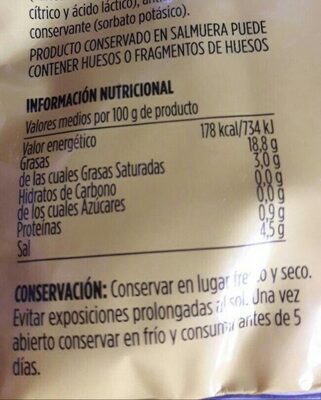 cítrico y ácido láctico),
conservante (sorbato potásico).
PRODUCTO CONSERVADO EN SALMUERA PUEDE
CONTENER HUESOS O FRAGMENTOS DE HUESOS
INFORMACIÓN NUTRICIONAL
Valores medios por 100 g de producto
Valor energético 178 kcal/734 kJ
Grasas 18,8 g
de las cuales Grasas Saturadas 3,0 g
Hidratos de Carbono 0,0 g
de los cuales Azúcares 0,0 g
Proteínas 0,9 g
Sal 4,5 g
CONSERVACIÓN: Conservar en lugar y seco.
Evitar exposiciones prolongadas al sol. Una vez
abierto conservar en frío y consumir antes de 5
días.